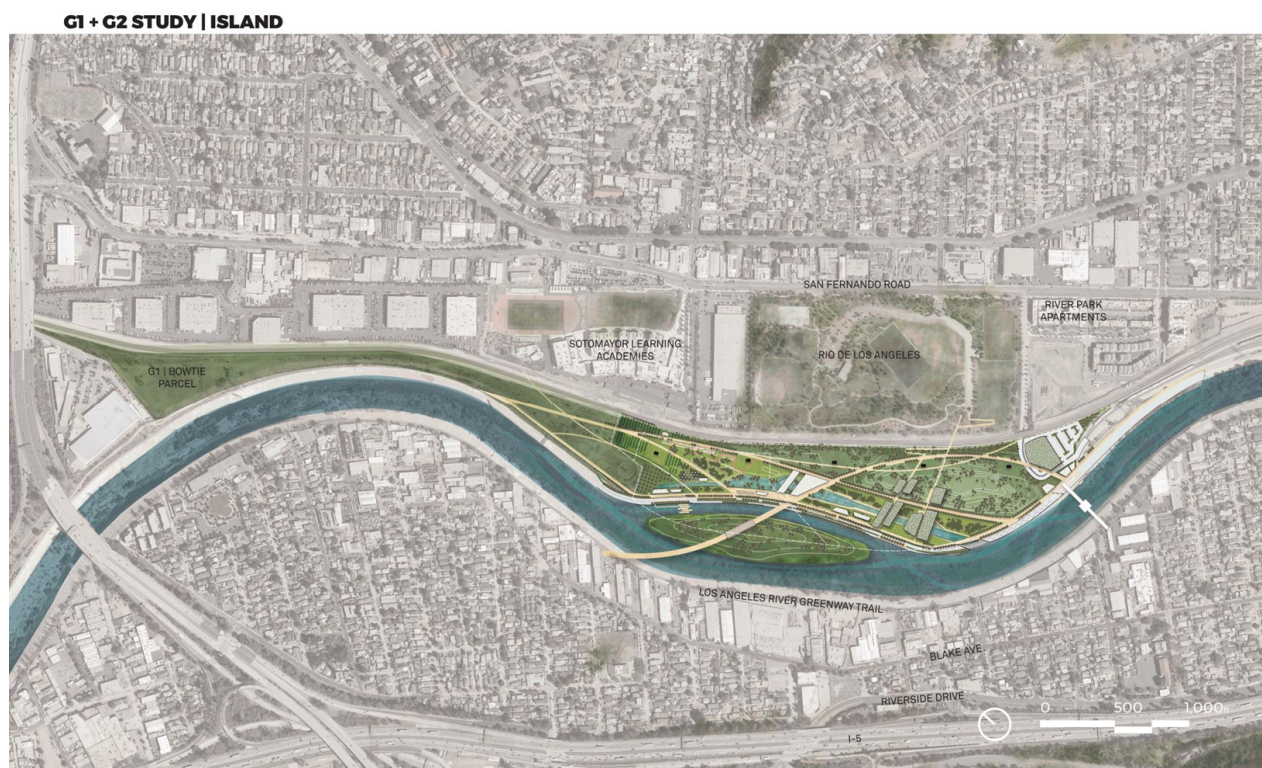 G1 + G2 STUDY | ISLAND
SAN FERNANDO ROAD
RIVER PARK
APARTMENTS
SOTOMAYOR LEARNING
ACADEMIES
RIO DE LOS ANGELES
G1 | BOWTIE
PARCEL
LOS ANGELES RIVER GREENWAY TRAIL
BLAKE AVE.
RIVERSIDE DRIVE
0 500 1,000ft
I-5